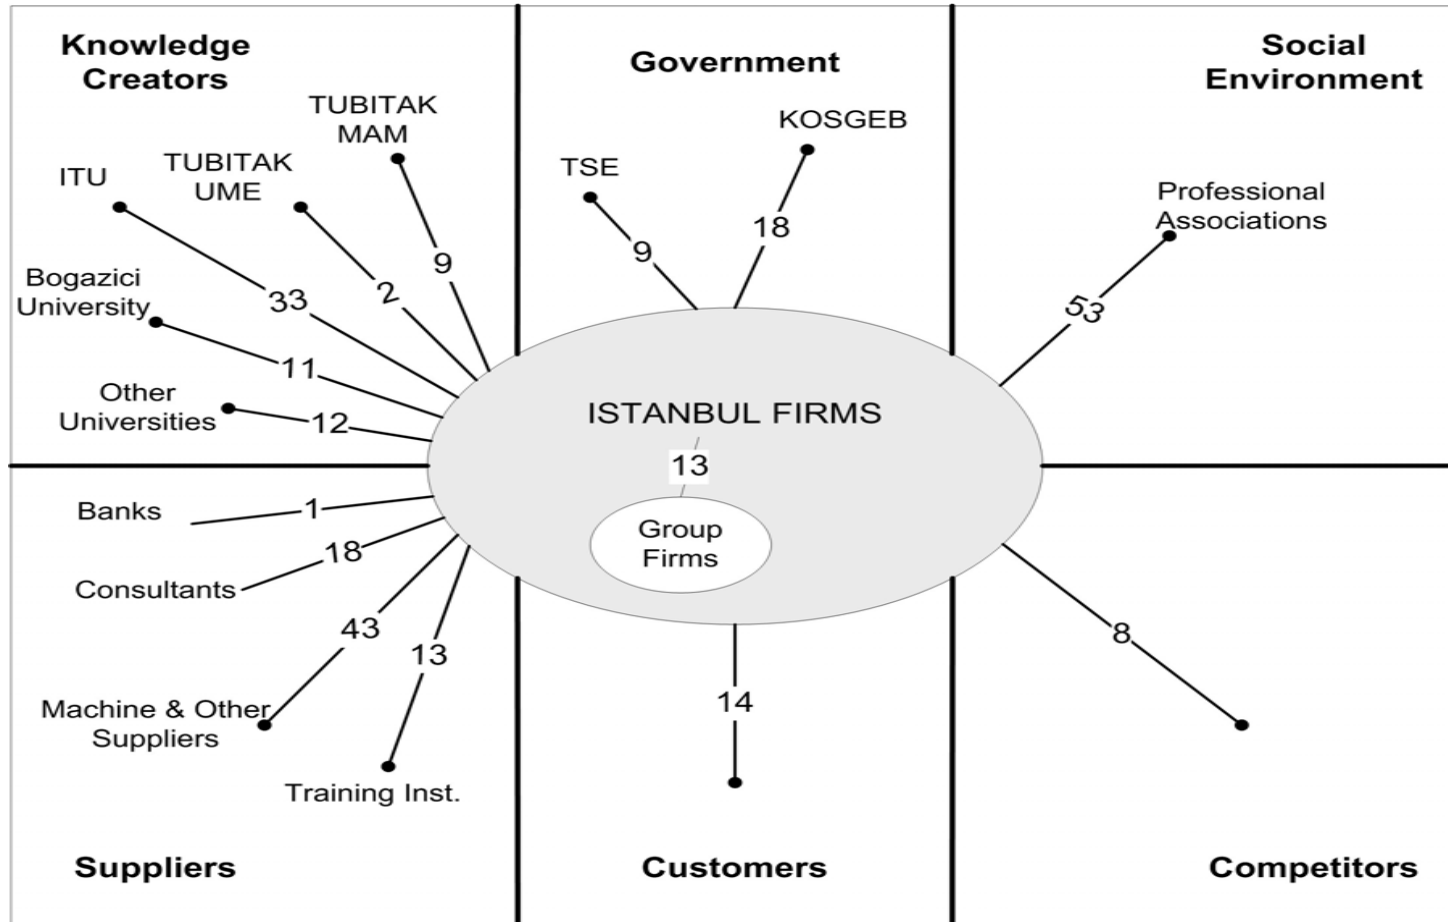 Knowledge
Creators
TUBITAK
MAM
TUBITAK
UME
ITU
Bogazici
University
Other
Universities
9
2
33
11
12
Government
KOSGEB
TSE
18
9
Social
Environment
Professional
Associations
53
ISTANBUL FIRMS
13
Group
Firms
Banks
1
Consultants
18
43
13
Machine & Other
Suppliers
Training Inst.
Suppliers
14
Customers
8
Competitors